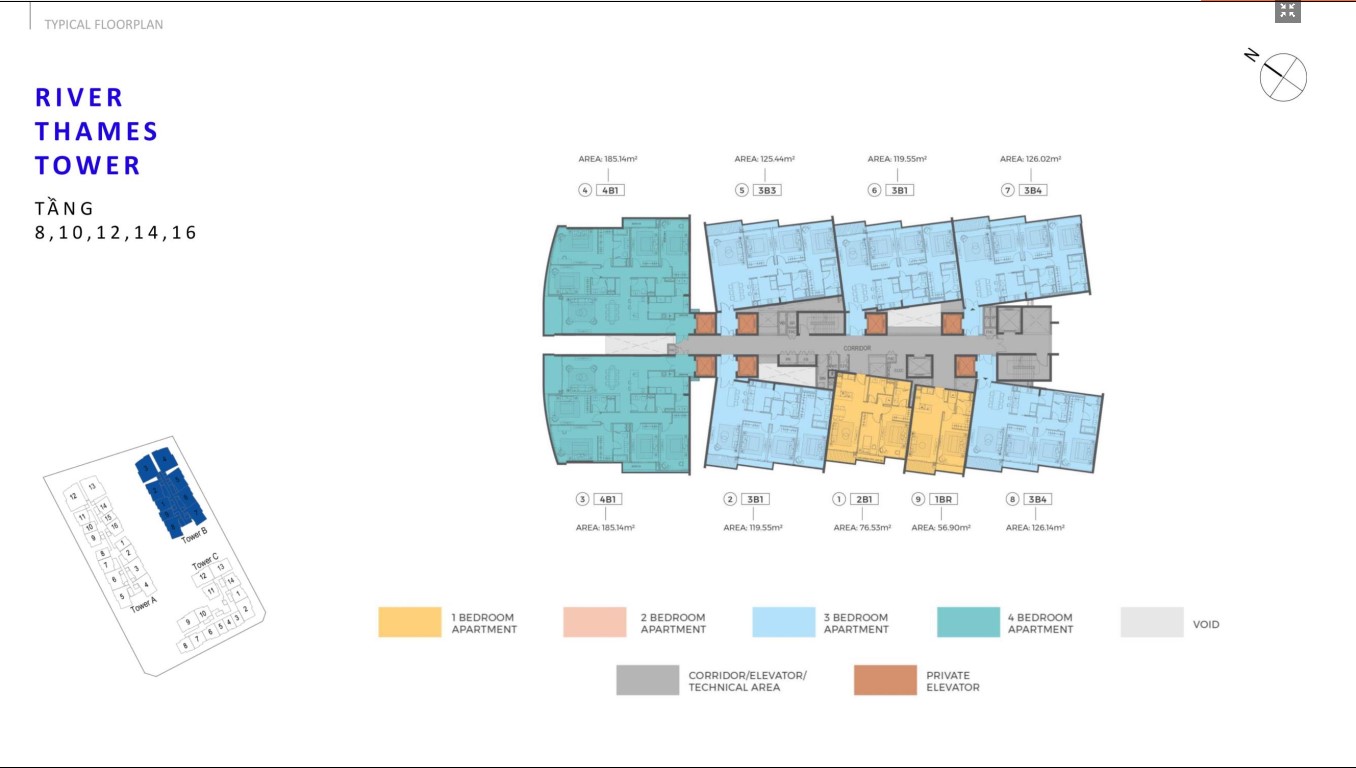 TYPICAL FLOORPLAN
N
RIVER
THAMES
TOWER
TẦNG
8,10,12,14,16
AREA: 185.14m² AREA: 125.44m² AREA: 119.55m² AREA: 126.02m²
4 4B1 5 3B3 6 3B1 7 3B4
CORRIDOR
3 4B1 2 3B1 1 2B1 9 1BR 8 3B4
AREA: 185.14m² AREA: 119.55m² AREA: 76.53m² AREA: 56.90m² AREA: 126.14m²
12 13
11 14
10 15 16
9
8 1
7 2
6 3
5 4
Tower A
Tower B
Tower C
12 13
11 14
1
9 10 2
8 7 6 5 4 3
1 BEDROOM
APARTMENT
2 BEDROOM
APARTMENT
3 BEDROOM
APARTMENT
4 BEDROOM
APARTMENT
VOID
CORRIDOR/ELEVATOR/
TECHNICAL AREA
PRIVATE
ELEVATOR